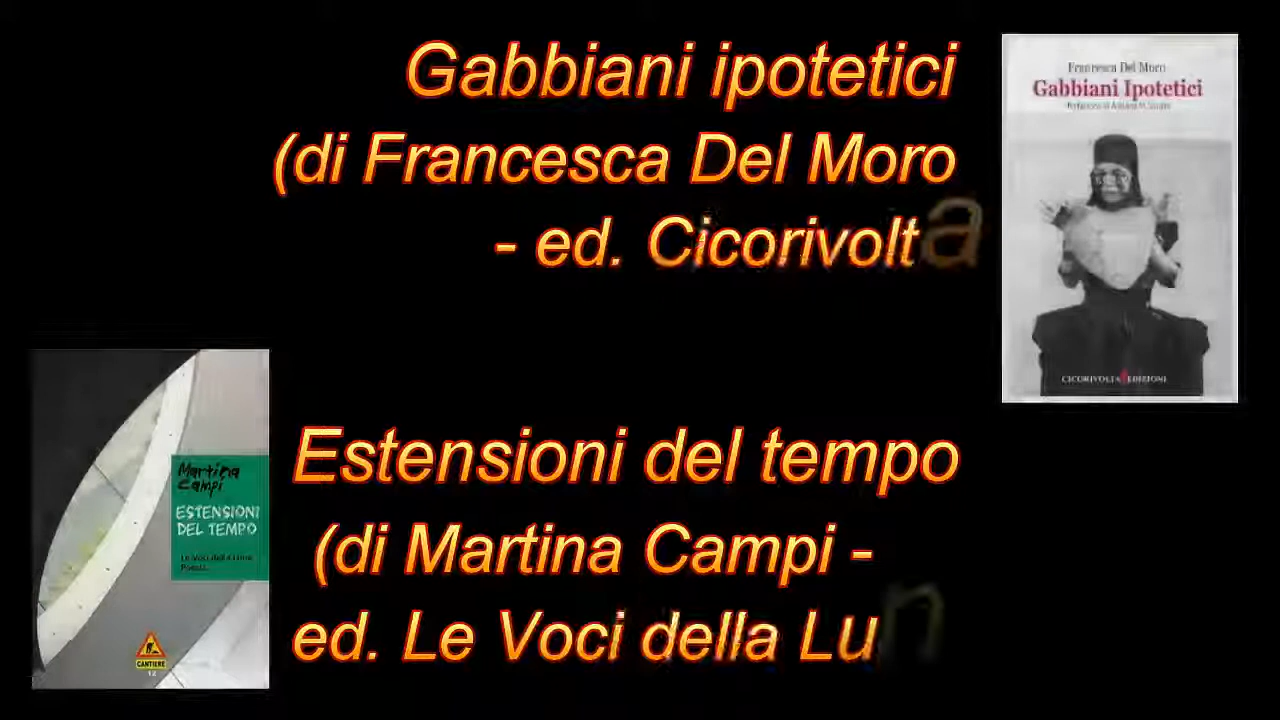 Gabbiani ipotetici
(di Francesca Del Moro
- ed. Cicorivolta
Francesca Del Moro
Gabbiani Ipotetici
CICORIVOLTA EDIZIONI
Estensioni del tempo
(di Martina Campi -
ed. Le Voci della Lun
Martina
Campi
ESTENSIONI
DEL TEMPO
CANTIERE
12